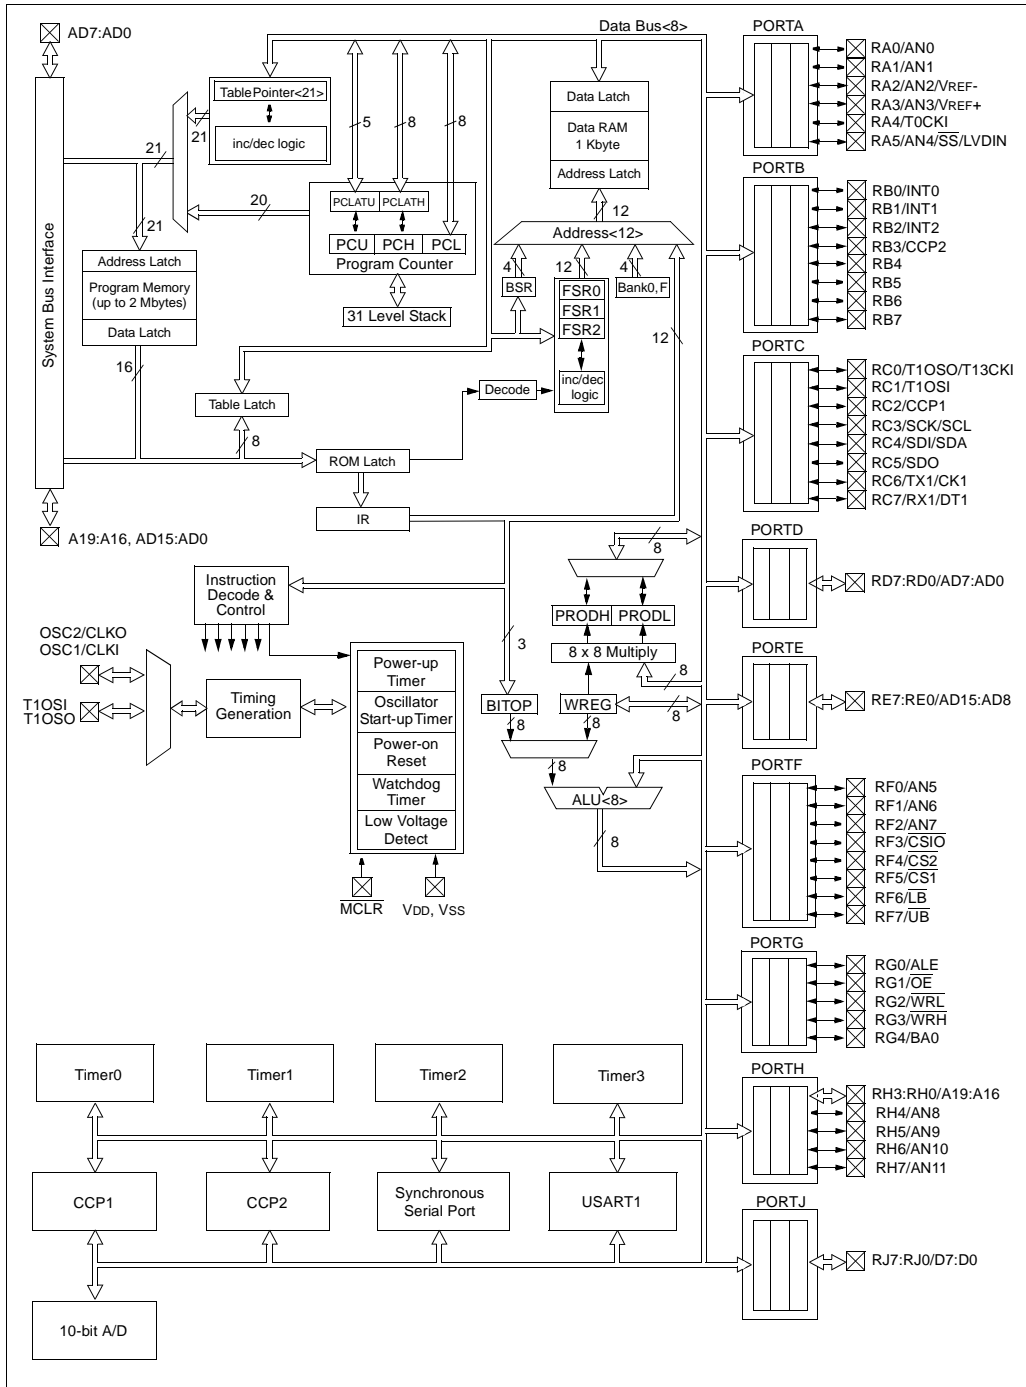 Data Bus<8>
AD7:AD0
Table Pointer<21>
inc/dec logic
21
21
5
8
8
Data Latch
Data RAM
1 Kbyte
Address Latch
12
Address<12>
4
12
4
BSR
FSR0
FSR1
FSR2
inc/dec
logic
Bank0, F
12
20
PCLATU
PCLATH
PCU
PCH
PCL
Program Counter
31 Level Stack
System Bus Interface
21
Address Latch
Program Memory
(up to 2 Mbytes)
Data Latch
16
Table Latch
8
Decode
ROM Latch
IR
A19:A16, AD15:AD0
Instruction
Decode &
Control
OSC2/CLKO
OSC1/CLKI
T1OSI
T1OSO
Timing
Generation
Power-up
Timer
Oscillator
Start-up Timer
Power-on
Reset
Watchdog
Timer
Low Voltage
Detect
MCLR
VDD, VSS
8
PRODH
PRODL
8 x 8 Multiply
8
3
BITOP
WREG
8
8
8
8
ALU<8>
8
Timer0
Timer1
Timer2
Timer3
CCP1
CCP2
Synchronous
Serial Port
USART1
10-bit A/D
PORTA
RA0/AN0
RA1/AN1
RA2/AN2/VREF-
RA3/AN3/VREF+
RA4/T0CKI
RA5/AN4/SS/LVDIN
PORTB
RB0/INT0
RB1/INT1
RB2/INT2
RB3/CCP2
RB4
RB5
RB6
RB7
PORTC
RC0/T1OSO/T13CKI
RC1/T1OSI
RC2/CCP1
RC3/SCK/SCL
RC4/SDI/SDA
RC5/SDO
RC6/TX1/CK1
RC7/RX1/DT1
PORTD
RD7:RD0/AD7:AD0
PORTE
RE7:RE0/AD15:AD8
PORTF
RF0/AN5
RF1/AN6
RF2/AN7
RF3/CSIO
RF4/CS2
RF5/CS1
RF6/LB
RF7/UB
PORTG
RG0/ALE
RG1/OE
RG2/WRL
RG3/WRH
RG4/BA0
PORTH
RH3:RH0/A19:A16
RH4/AN8
RH5/AN9
RH6/AN10
RH7/AN11
PORTJ
RJ7:RJ0/D7:D0